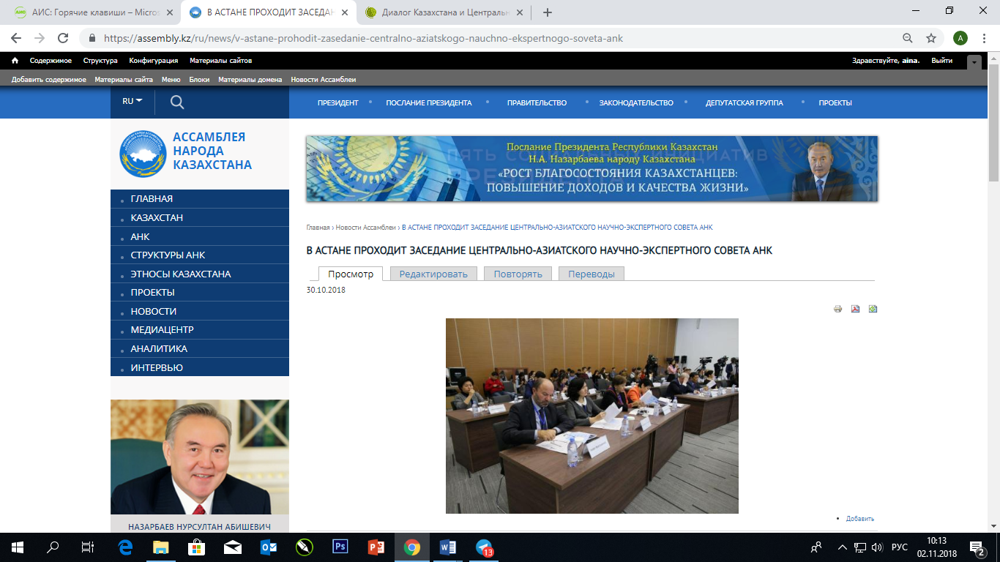 АИС: Горячие клавиши – Micros
В АСТАНЕ ПРОХОДИТ ЗАСЕДАН
Диалог Казахстана и Централь
https://assembly.kz/ru/news/v-astane-prohodit-zasedanie-centralno-aziatskogo-nauchno-ekspertnogo-soveta-ank
A
Содержимое Структура Конфигурация Материалы сайтов
Здравствуйте, aina. Выйти
Добавить содержимое Материалы сайта Меню Блоки Материалы домена Новости Ассамблеи
RU
ПРЕЗИДЕНТ ПОСЛАНИЕ ПРЕЗИДЕНТА ПРАВИТЕЛЬСТВО ЗАКОНОДАТЕЛЬСТВО ДЕПУТАТСКАЯ ГРУППА ПРОЕКТЫ
АССАМБЛЕЯ
НАРОДА
КАЗАХСТАНА
ГЛАВНАЯ
КАЗАХСТАН
АНК
СТРУКТУРЫ АНК
ЭТНОСЫ КАЗАХСТАНА
ПРОЕКТЫ
НОВОСТИ
МЕДИАЦЕНТР
АНАЛИТИКА
ИНТЕРВЬЮ
НАЗАРБАЕВ НУРСУЛТАН АБИШЕВИЧ
Послание Президента Республики Казахстан
Н.А. Назарбаева народу Казахстана
«РОСТ БЛАГОСОСТОЯНИЯ КАЗАХСТАНЦЕВ:
ПОВЫШЕНИЕ ДОХОДОВ И КАЧЕСТВА ЖИЗНИ»
Главная › Новости Ассамблеи › В АСТАНЕ ПРОХОДИТ ЗАСЕДАНИЕ ЦЕНТРАЛЬНО-АЗИАТСКОГО НАУЧНО-ЭКСПЕРТНОГО СОВЕТА АНК
В АСТАНЕ ПРОХОДИТ ЗАСЕДАНИЕ ЦЕНТРАЛЬНО-АЗИАТСКОГО НАУЧНО-ЭКСПЕРТНОГО СОВЕТА АНК
Просмотр Редактировать Повторять Переводы
30.10.2018
Добавить
Ps
13
РУС
10:13
02.11.2018
2